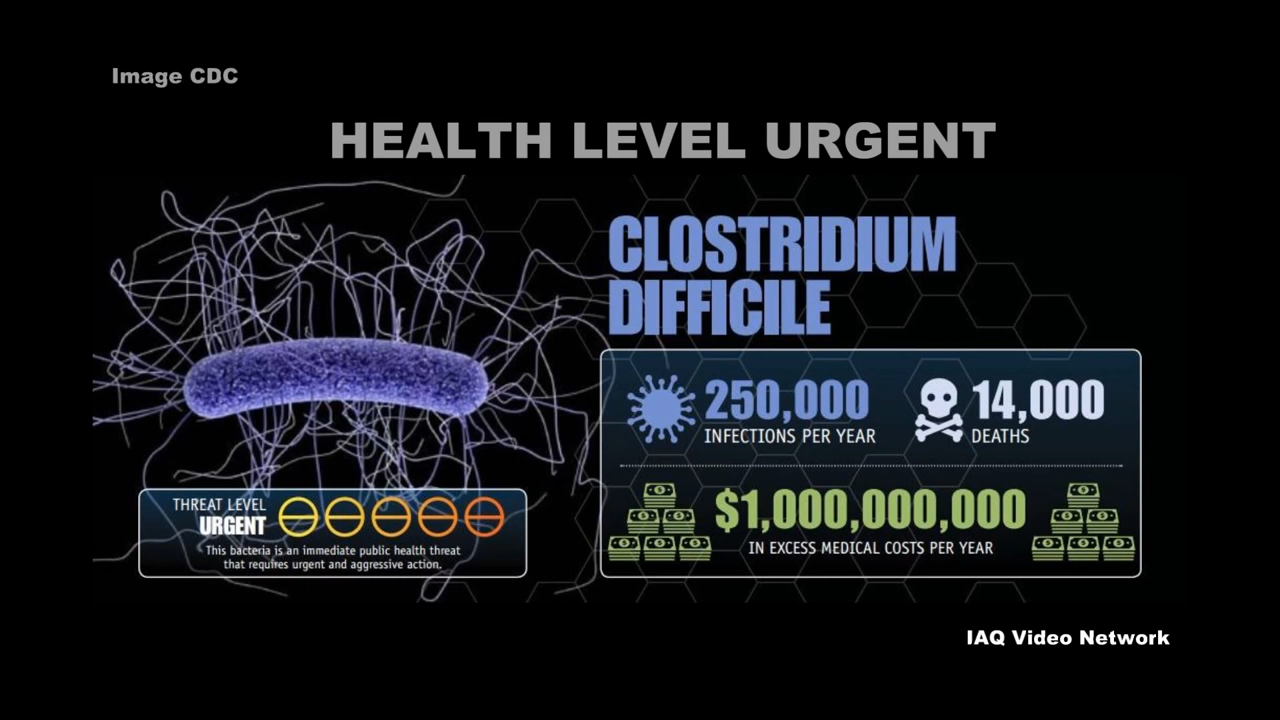 Image CDC
HEALTH LEVEL URGENT
CLOSTRIDIUM
DIFFICILE
250,000
INFECTIONS PER YEAR
14,000
DEATHS
$1,000,000,000
IN EXCESS MEDICAL COSTS PER YEAR
THREAT LEVEL
URGENT
This bacteria is an immediate public health threat
that requires urgent and aggressive action.
IAQ Video Network